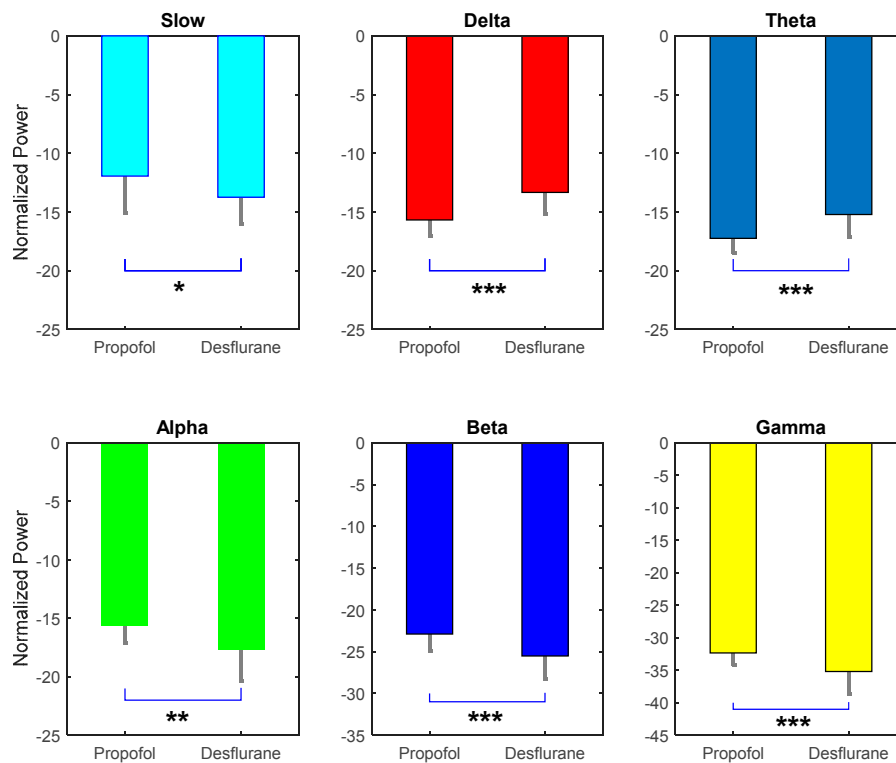 Slow
Delta
Theta
0
-5
-10
-15
-20
-25
Normalized Power
*
Propofol
Desflurane
0
-5
-10
-15
-20
-25
***
Propofol
Desflurane
0
-5
-10
-15
-20
-25
***
Propofol
Desflurane
Alpha
Beta
Gamma
0
-5
-10
-15
-20
-25
Normalized Power
**
Propofol
Desflurane
0
-5
-10
-15
-20
-25
-30
-35
***
Propofol
Desflurane
0
-5
-10
-15
-20
-25
-30
-35
-40
-45
***
Propofol
Desflurane